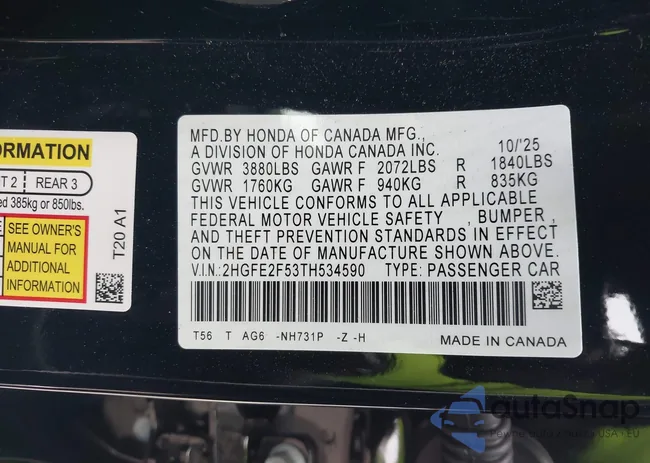 ORMATION
T 2 | REAR 3
ed 385kg or 850lbs.
SEE OWNER'S
MANUAL FOR
ADDITIONAL
INFORMATION
T20 A1
MFD.BY HONDA OF CANADA MFG.,
A DIVISION OF HONDA CANADA INC. 10/'25
GVWR 3880LBS GAWR F 2072LBS R 1840LBS
GVWR 1760KG GAWR F 940KG R 835KG
THIS VEHICLE CONFORMS TO ALL APPLICABLE
FEDERAL MOTOR VEHICLE SAFETY , BUMPER ,
AND THEFT PREVENTION STANDARDS IN EFFECT
ON THE DATE OF MANUFACTURE SHOWN ABOVE.
V.I.N.:2HGFE2F53TH534590 TYPE: PASSENGER CAR
T56 T AG6 -NH731P -Z -H
MADE IN CANADA
autoSnap